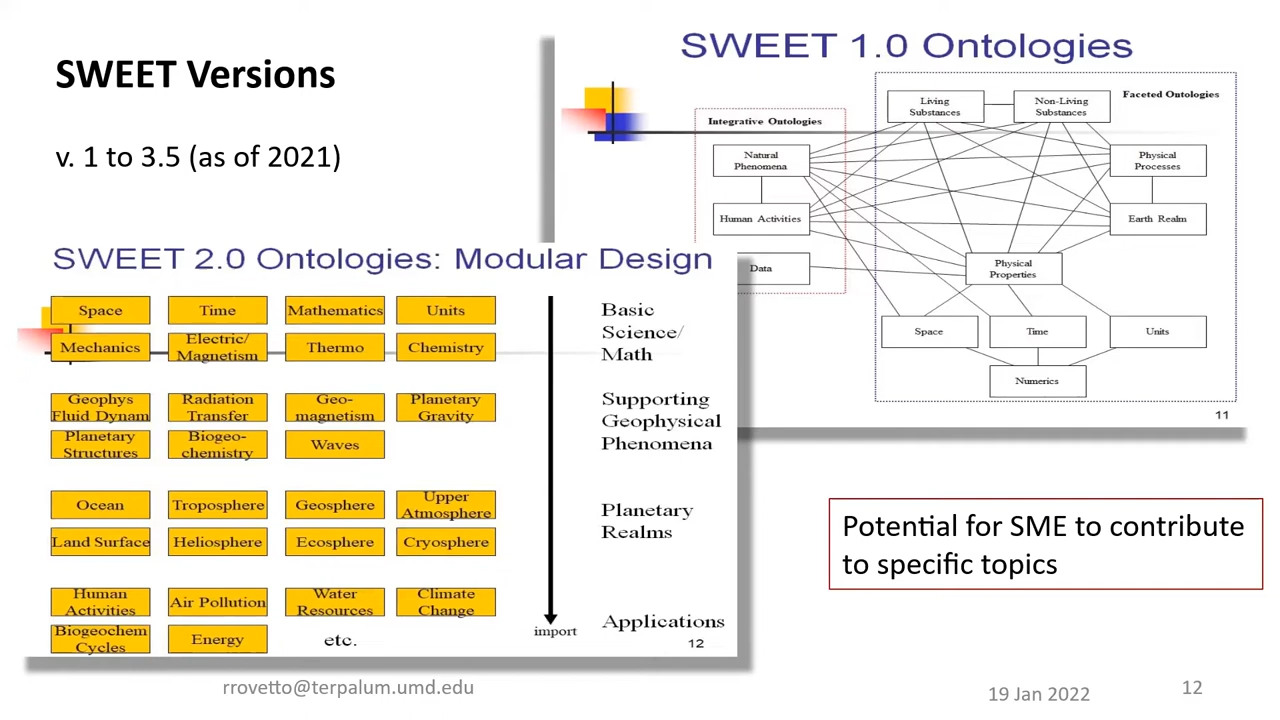 SWEET Versions
v. 1 to 3.5 (as of 2021)
SWEET 1.0 Ontologies
Integrative Ontologies
Faceted Ontologies
Living
Substances
Non-Living
Substances
Natural
Phenomena
Physical
Processes
Human Activities
Earth Realm
Data
Physical
Properties
Space
Time
Units
Numerics
11
SWEET 2.0 Ontologies: Modular Design
Space
Time
Mathematics
Units
Mechanics
Electric/
Magnetism
Thermo
Chemistry
Basic
Science/
Math
Geophys
Fluid Dynam
Radiation
Transfer
Geo-
magnetism
Planetary
Gravity
Planetary
Structures
Biogeo-
chemistry
Waves
Supporting
Geophysical
Phenomena
Ocean
Troposphere
Geosphere
Upper
Atmosphere
Land Surface
Heliosphere
Ecosphere
Cryosphere
Planetary
Realms
Human
Activities
Air Pollution
Water
Resources
Climate
Change
Biogeochem
Cycles
Energy
etc.
import
Applications
12
Potential for SME to contribute
to specific topics
rrovetto@terpalum.umd.edu
19 Jan 2022
12